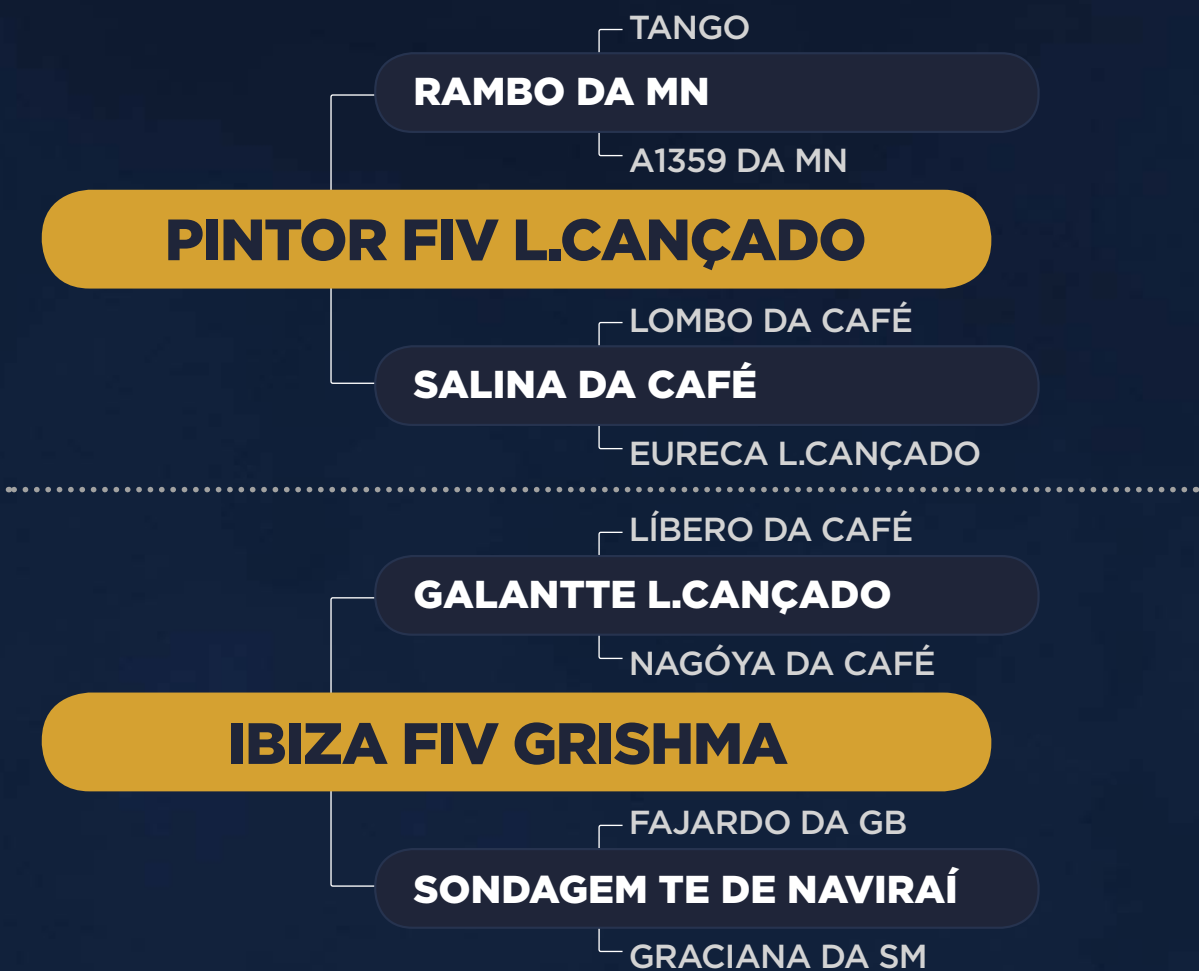 TANGO
RAMBO DA MN
A1359 DA MN
PINTOR FIV L.CANÇADO
LOMBO DA CAFÉ
SALINA DA CAFÉ
EURECA L.CANÇADO
LÍBERO DA CAFÉ
GALANTTE L.CANÇADO
NAGÓYA DA CAFÉ
IBIZA FIV GRISHMA
FAJARDO DA GB
SONDAGEM TE DE NAVIRAÍ
GRACIANA DA SM